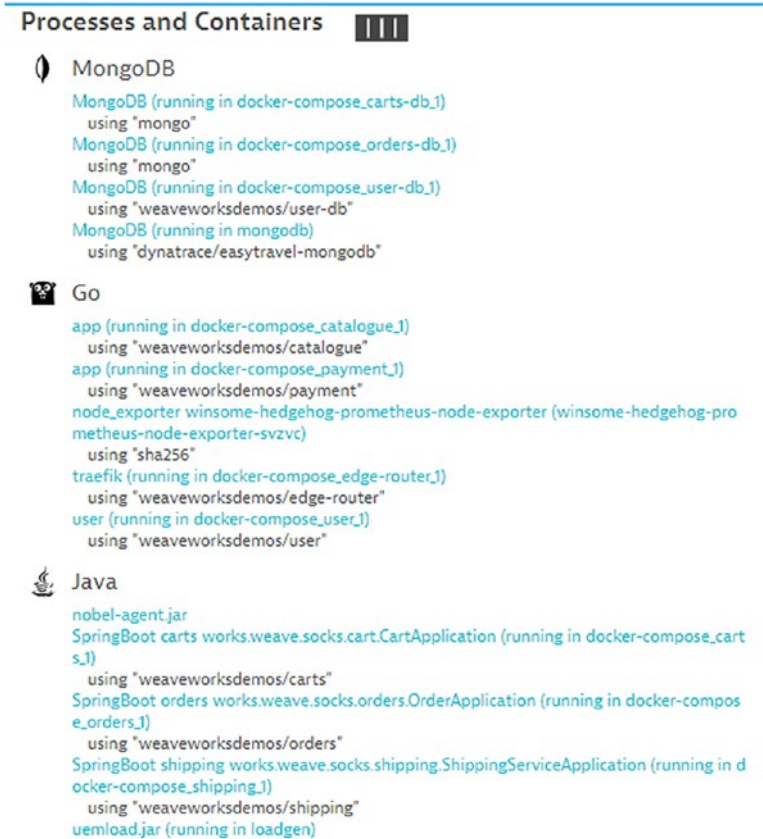 Processes and Containers
MongoDB
MongoDB (running in docker-compose_carts-db_1)
using "mongo"
MongoDB (running in docker-compose_orders-db_1)
using "mongo"
MongoDB (running in docker-compose_user-db_1)
using "weaveworksdemos/user-db"
MongoDB (running in mongodb)
using "dynatrace/easytravel-mongodb"
Go
app (running in docker-compose_catalogue_1)
using "weaveworksdemos/catalogue"
app (running in docker-compose_payment_1)
using "weaveworksdemos/payment"
node_exporter winsome-hedgehog-prometheus-node-exporter (winsome-hedgehog-pro
metheus-node-exporter-svzvc)
using "sha256"
traefik (running in docker-compose_edge-router_1)
using "weaveworksdemos/edge-router"
user (running in docker-compose_user_1)
using "weaveworksdemos/user"
Java
nobel-agent.jar
SpringBoot carts works.weave.socks.cart.CartApplication (running in docker-compose_cart
s_1)
using "weaveworksdemos/carts"
SpringBoot orders works.weave.socks.orders.OrderApplication (running in docker-compos
e_orders_1)
using "weaveworksdemos/orders"
SpringBoot shipping works.weave.socks.shipping.ShippingServiceApplication (running in d
ocker-compose_shipping_1)
using "weaveworksdemos/shipping"
uemload.jar (running in loadgen)